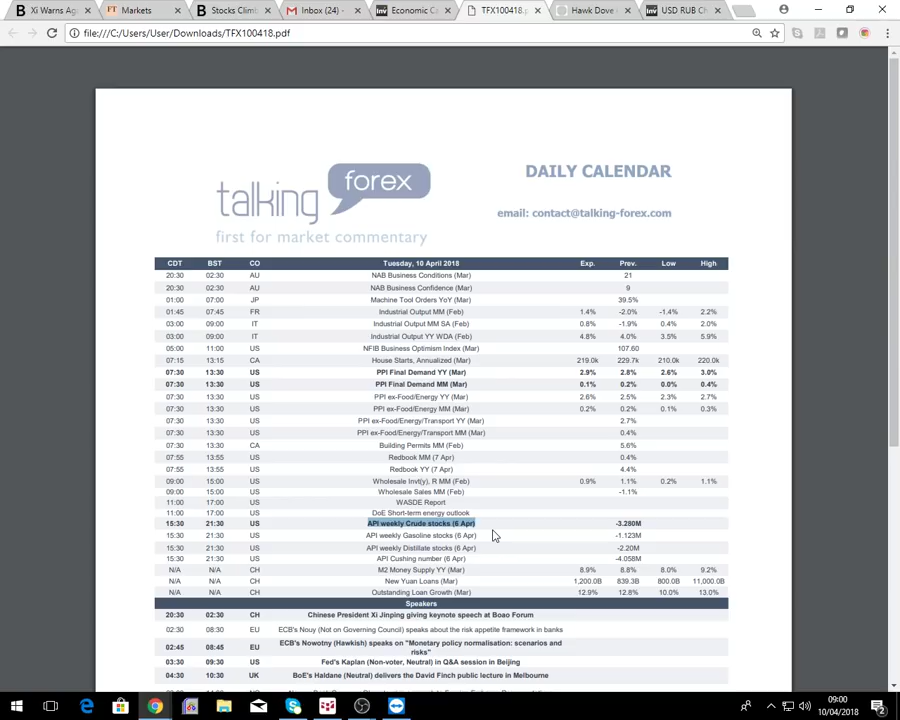 Xi Warns Ag
Markets
Stocks Climb
Inbox (24) -
Economic C
TFX100418.p
Hawk Dove
USD RUB Ch
file:///C:/Users/User/Downloads/TFX100418.pdf
talking forex
first for market commentary
DAILY CALENDAR
email: contact@talking-forex.com
CDT BST CO Tuesday, 10 April 2018 Exp. Prev. Low High
20:30 02:30 AU NAB Business Conditions (Mar) 21
20:30 02:30 AU NAB Business Confidence (Mar) 9
01:00 07:00 JP Machine Tool Orders YoY (Mar) 39.5%
01:45 07:45 FR Industrial Output MM (Feb) 1.4% -2.0% -1.4% 2.2%
03:00 09:00 IT Industrial Output MM SA (Feb) 0.8% -1.9% 0.4% 2.0%
03:00 09:00 IT Industrial Output YY WDA (Feb) 4.8% 4.0% 3.5% 5.9%
05:00 11:00 US NFIB Business Optimism Index (Mar) 107.60
07:15 13:15 CA House Starts, Annualized (Mar) 219.0k 229.7k 210.0k 220.0k
07:30 13:30 US PPI Final Demand YY (Mar) 2.9% 2.8% 2.6% 3.0%
07:30 13:30 US PPI Final Demand MM (Mar) 0.1% 0.2% 0.0% 0.4%
07:30 13:30 US PPI ex-Food/Energy YY (Mar) 2.6% 2.5% 2.3% 2.7%
07:30 13:30 US PPI ex-Food/Energy MM (Mar) 0.2% 0.2% 0.1% 0.3%
07:30 13:30 US PPI ex-Food/Energy/Transport YY (Mar) 2.7%
07:30 13:30 US PPI ex-Food/Energy/Transport MM (Mar) 0.4%
07:30 13:30 CA Building Permits MM (Feb) 5.6%
07:55 13:55 US Redbook MM (7 Apr) 0.4%
07:55 13:55 US Redbook YY (7 Apr) 4.4%
09:00 15:00 US Wholesale Invt(y), R MM (Feb) 0.9% 1.1% 0.2% 1.1%
09:00 15:00 US Wholesale Sales MM (Feb) -1.1%
11:00 17:00 US WASDE Report
11:00 17:00 US DoE Short-term energy outlook
15:30 21:30 US API weekly Crude stocks (6 Apr) -3.280M
15:30 21:30 US API weekly Gasoline stocks (6 Apr) -1.123M
15:30 21:30 US API weekly Distillate stocks (6 Apr) -2.20M
15:30 21:30 US API Cushing number (6 Apr) -4.058M
N/A N/A CH M2 Money Supply YY (Mar) 8.9% 8.8% 8.0% 9.2%
N/A N/A CH New Yuan Loans (Mar) 1,200.0B 839.3B 800.0B 11,000.0B
N/A N/A CH Outstanding Loan Growth (Mar) 12.9% 12.8% 10.0% 13.0%
Speakers
20:30 02:30 CH Chinese President Xi Jinping giving keynote speech at Boao Forum
02:30 08:30 EU ECB's Nouy (Not on Governing Council) speaks about the risk appetite framework in banks
02:45 08:45 EU ECB's Nowotny (Hawkish) speaks on "Monetary policy normalisation: scenarios and
risks"
03:30 09:30 US Fed's Kaplan (Non-voter, Neutral) in Q&A session in Beijing
04:30 10:30 UK BoE's Haldane (Neutral) delivers the David Finch public lecture in Melbourne
09:00
10/04/2018
2